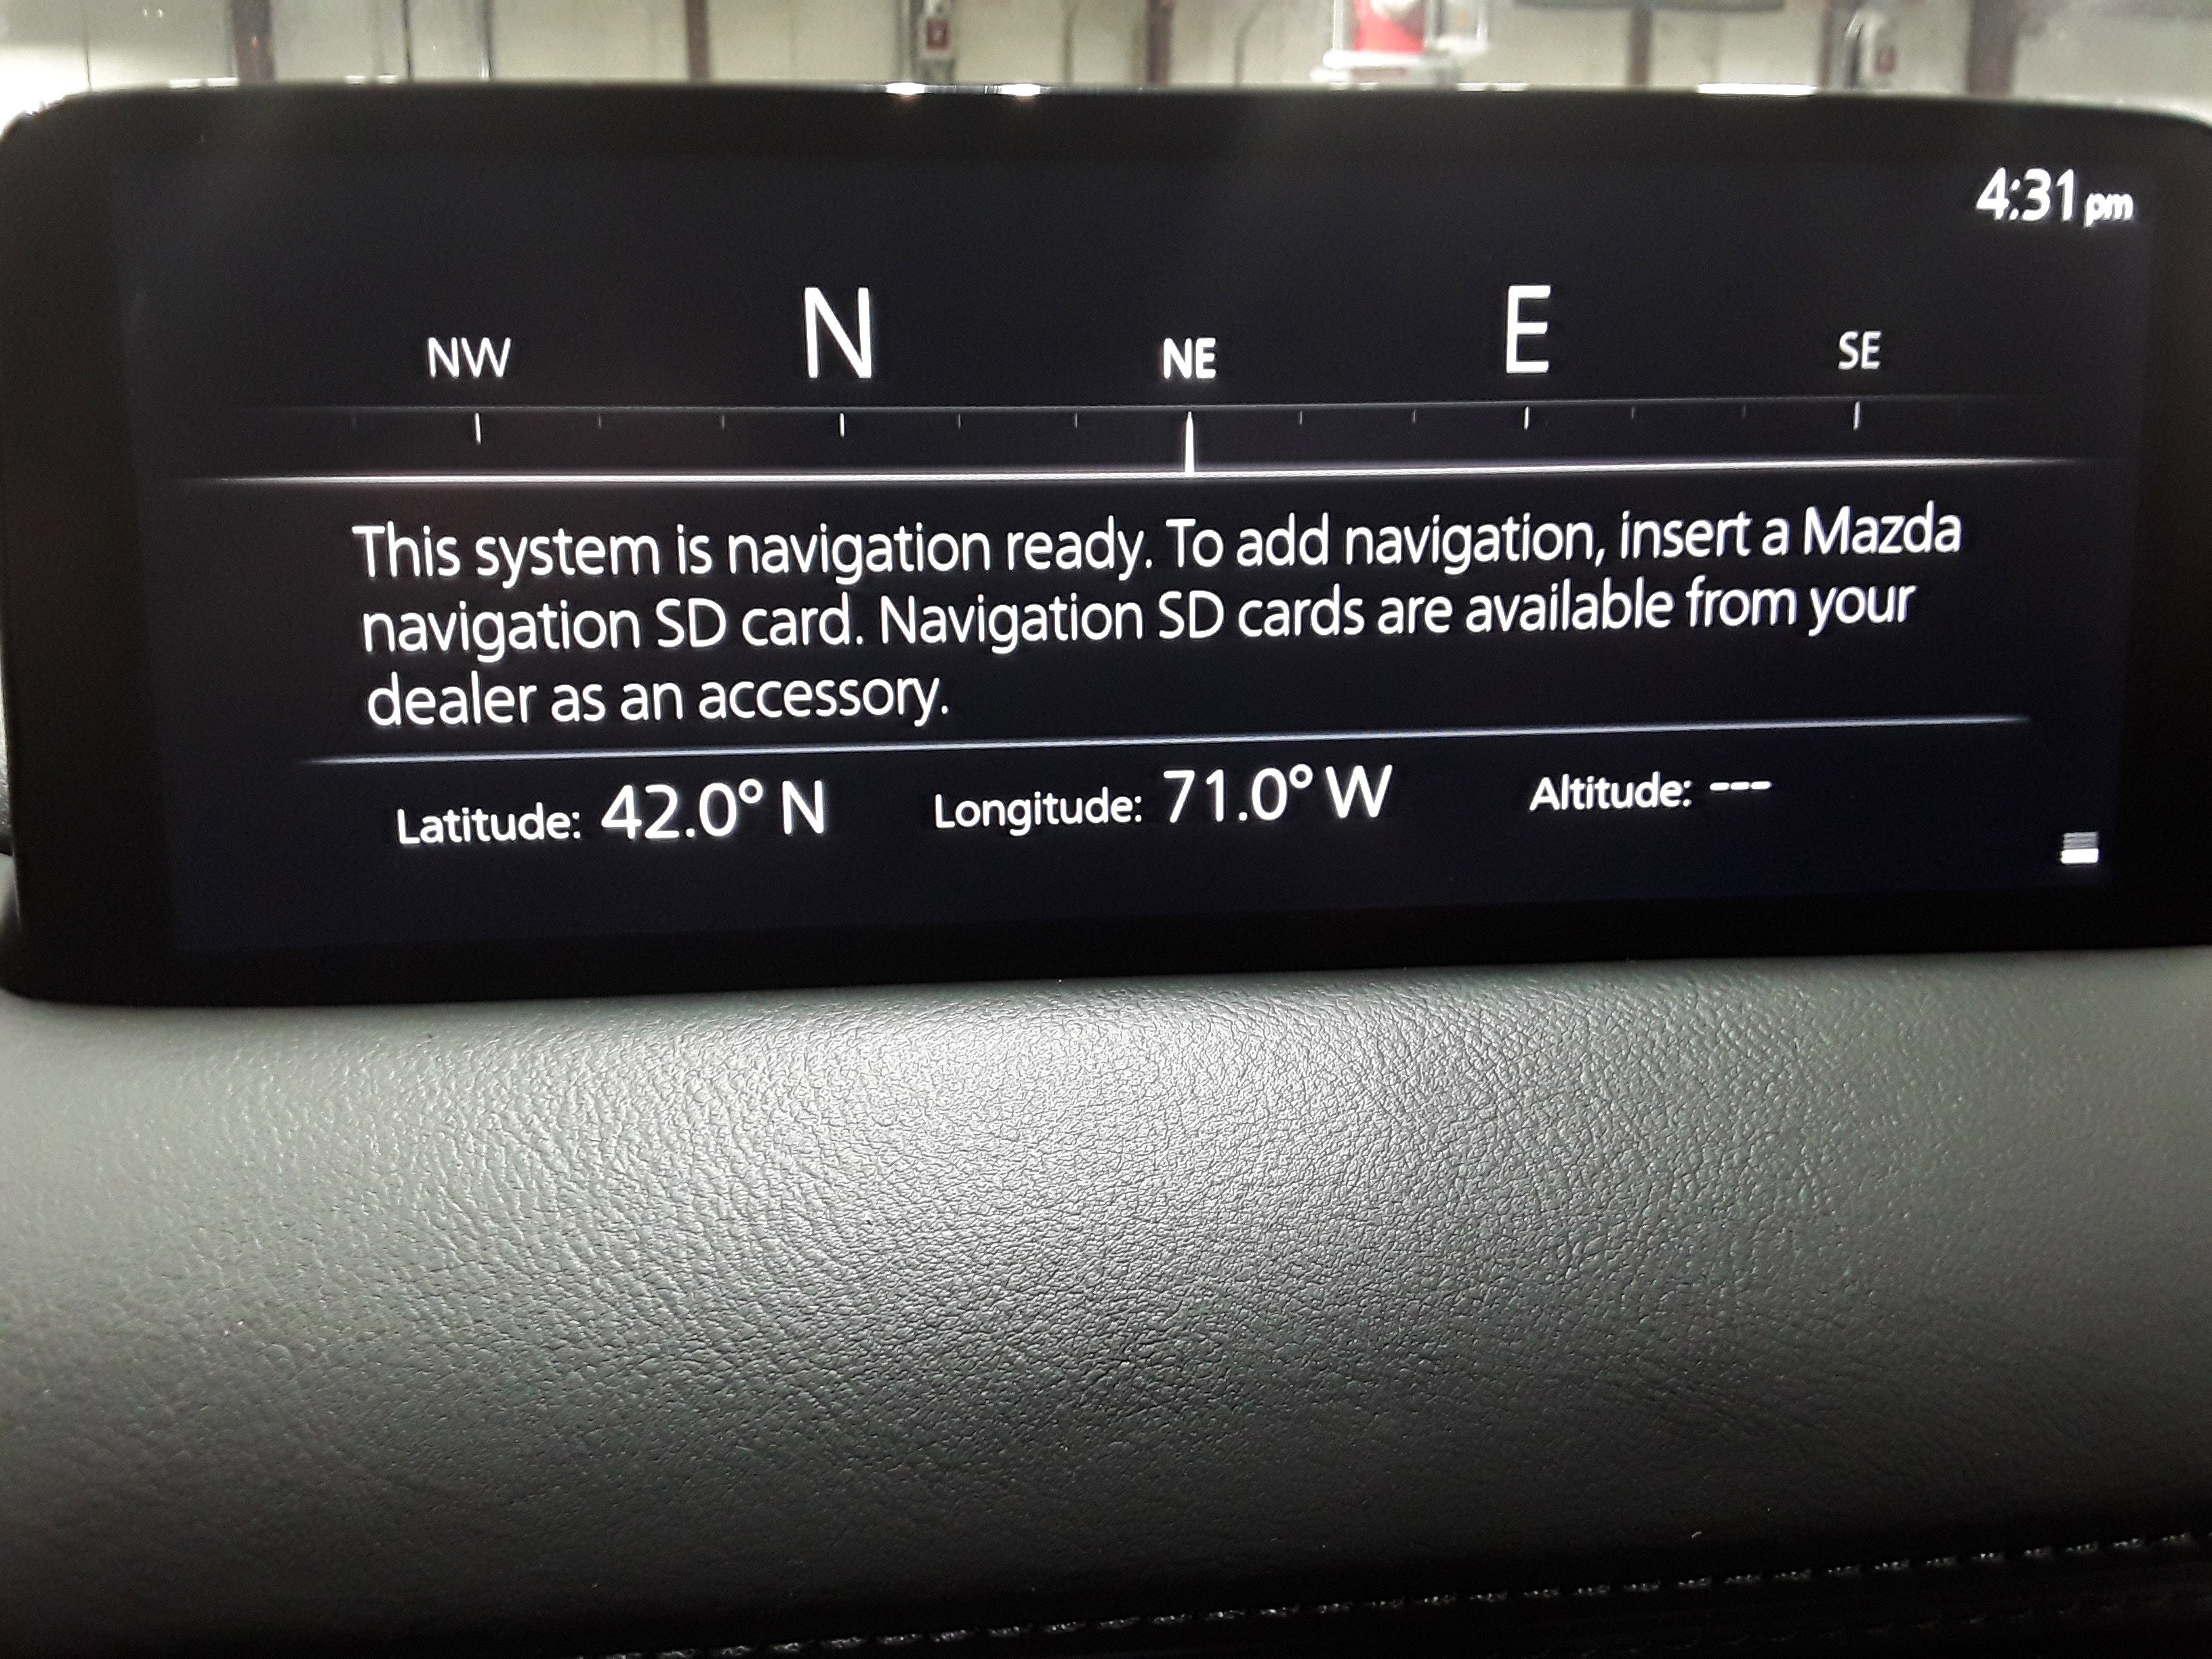 4:31 pm
NW N NE E SE
This system is navigation ready. To add navigation, insert a Mazda
navigation SD card. Navigation SD cards are available from your
dealer as an accessory.
Latitude: 42.0° N Longitude: 71.0° W Altitude: ---